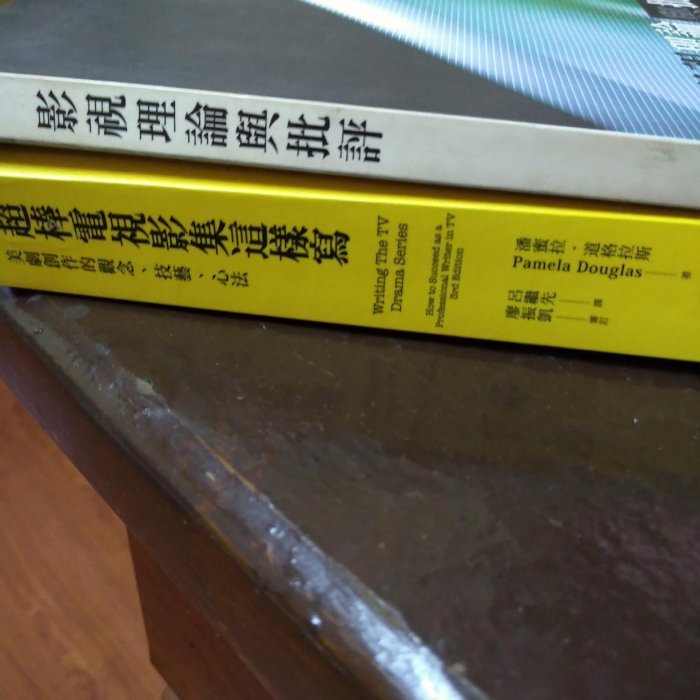 影視理論與批評
超棒電視影集這樣寫
美劇創作的觀念、技藝、心法
Writing The TV
Drama Series
How to Succeed as a
Professional Writer in TV
3rd Edition
潘蜜拉·道格拉斯
Pamela Douglas
著
呂繼先 譯
廖振凱 審訂